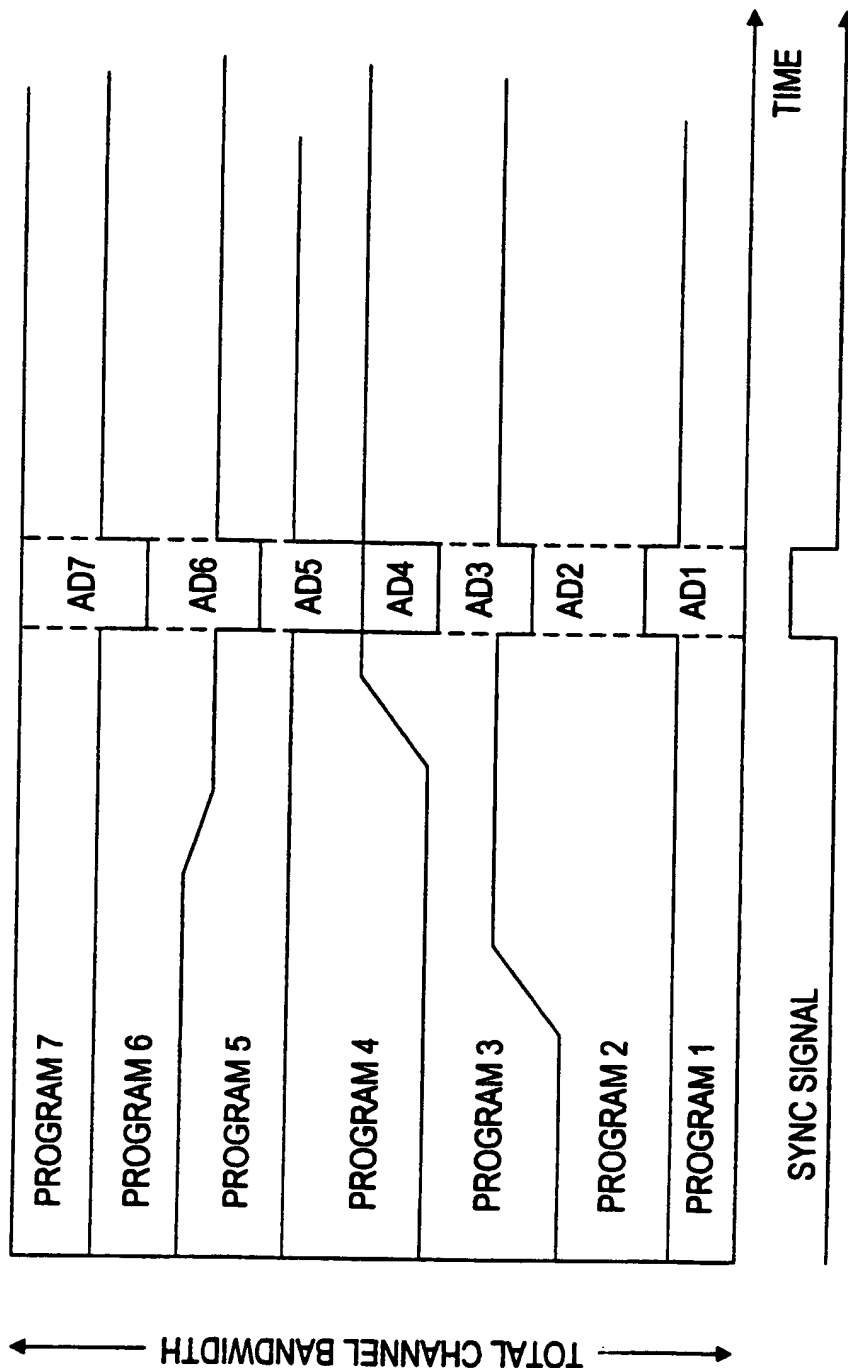 TOTAL CHANNEL BANDWIDTH
PROGRAM 7
PROGRAM 6
PROGRAM 5
PROGRAM 4
PROGRAM 3
PROGRAM 2
PROGRAM 1
AD7
AD6
AD5
AD4
AD3
AD2
AD1
TIME
SYNC SIGNAL